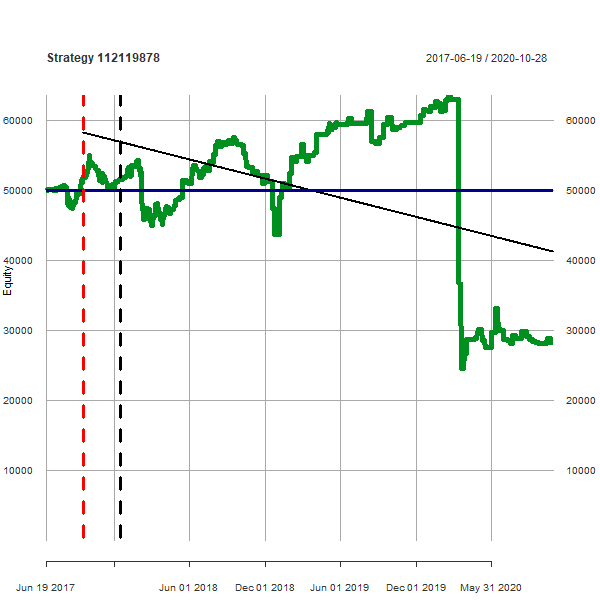 Strategy 112119878
2017-06-19 / 2020-10-28
60000
60000
50000
50000
40000
40000
Equity
30000
30000
20000
20000
10000
10000
Jun 19 2017
Jun 01 2018
Dec 01 2018
Jun 01 2019
Dec 01 2019
May 31 2020